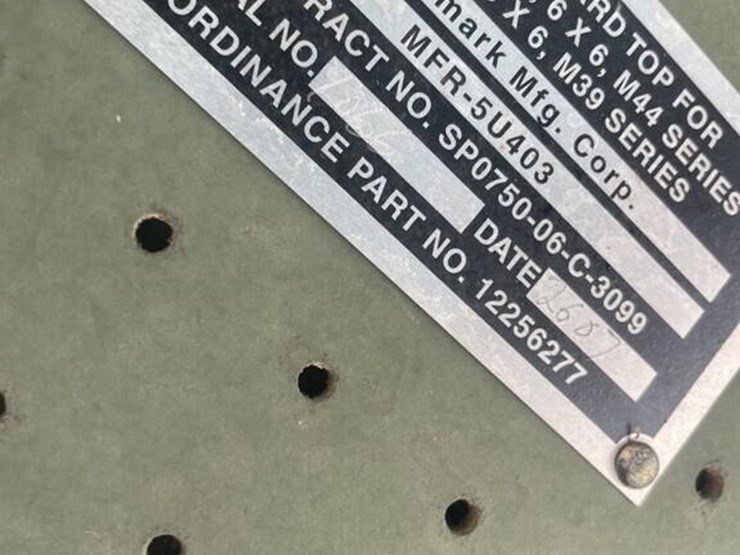 ARD TOP FOR
6 X 6, M44 SERIES
X 6, M39 SERIES
mark Mfg. Corp.
MFR-5U403
RACT NO. SP0750-06-C-3099
AL NO. DATE
ORDINANCE PART NO. 12256277